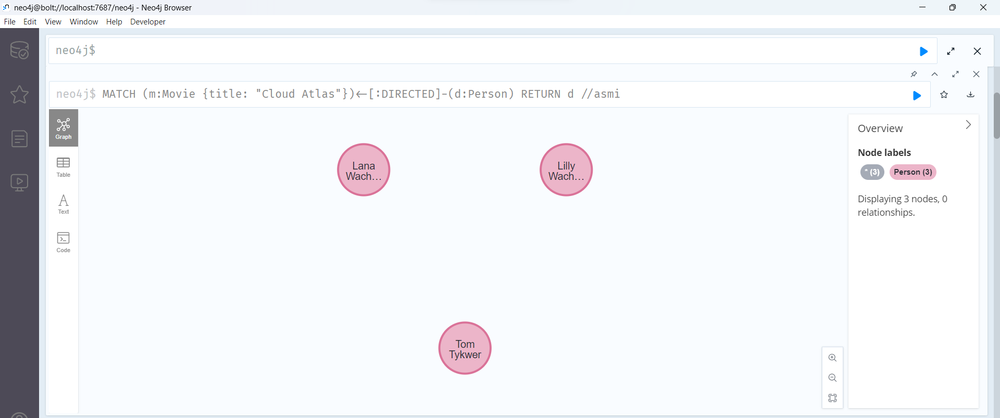 neo4j@bolt://localhost:7687/neo4j - Neo4j Browser
File Edit View Window Help Developer
neo4j$
neo4j$ MATCH (m:Movie {title: "Cloud Atlas"})<-[:DIRECTED]-(d:Person) RETURN d //asmi
Graph
Table
Text
Code
Lana
Wach...
Lilly
Wach...
Tom
Tykwer
Overview
Node labels
* (3) Person (3)
Displaying 3 nodes, 0
relationships.